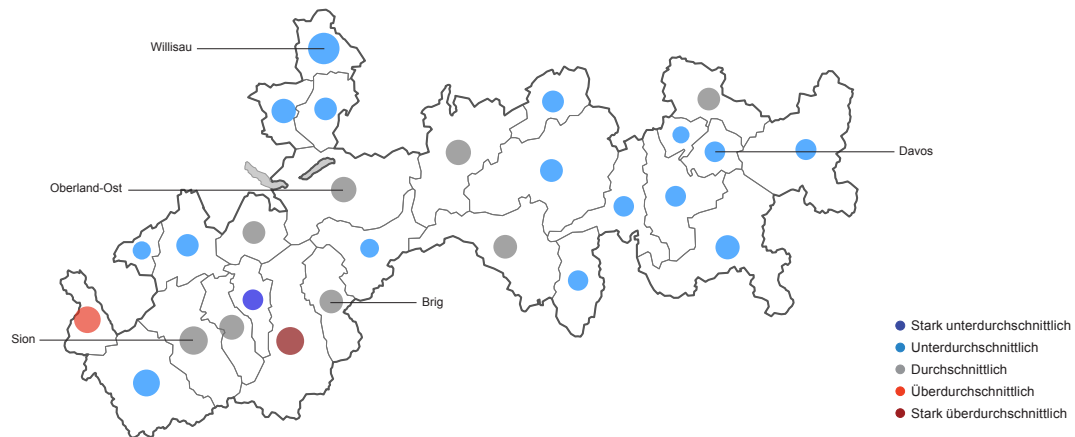 Willisau
Davos
Oberland-Ost
Brig
Sion
Stark unterdurchschnittlich
Unterdurchschnittlich
Durchschnittlich
Überdurchschnittlich
Stark überdurchschnittlich